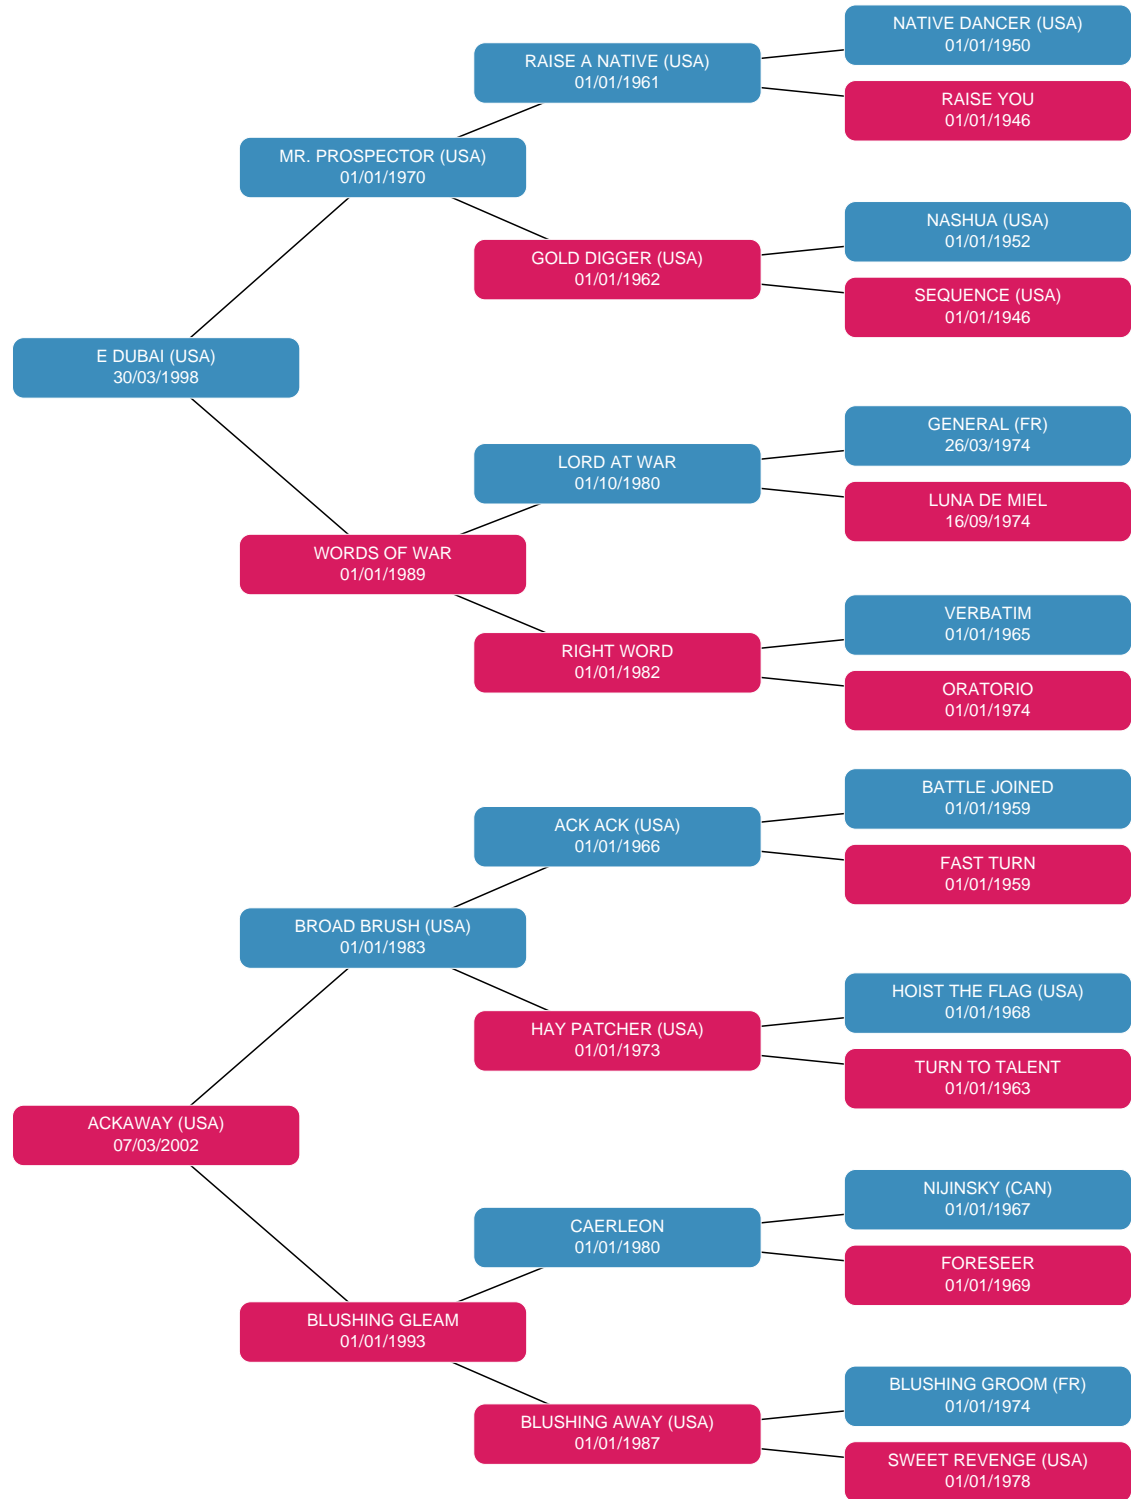 NATIVE DANCER (USA)
01/01/1950
RAISE A NATIVE (USA)
01/01/1961
RAISE YOU
01/01/1946
MR. PROSPECTOR (USA)
01/01/1970
NASHUA (USA)
01/01/1952
GOLD DIGGER (USA)
01/01/1962
SEQUENCE (USA)
01/01/1946
E DUBAI (USA)
30/03/1998
GENERAL (FR)
26/03/1974
LORD AT WAR
01/10/1980
LUNA DE MIEL
16/09/1974
WORDS OF WAR
01/01/1989
VERBATIM
01/01/1965
RIGHT WORD
01/01/1982
ORATORIO
01/01/1974
BATTLE JOINED
01/01/1959
ACK ACK (USA)
01/01/1966
FAST TURN
01/01/1959
BROAD BRUSH (USA)
01/01/1983
HOIST THE FLAG (USA)
01/01/1968
HAY PATCHER (USA)
01/01/1973
TURN TO TALENT
01/01/1963
ACKAWAY (USA)
07/03/2002
NIJINSKY (CAN)
01/01/1967
CAERLEON
01/01/1980
FORESEER
01/01/1969
BLUSHING GLEAM
01/01/1993
BLUSHING GROOM (FR)
01/01/1974
BLUSHING AWAY (USA)
01/01/1987
SWEET REVENGE (USA)
01/01/1978